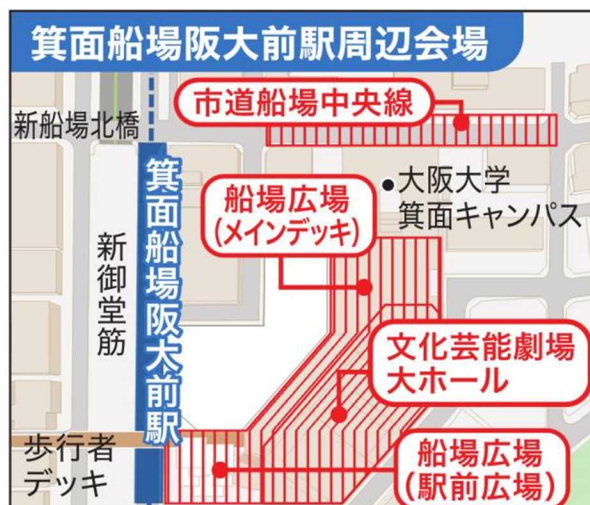 箕面船場阪大前駅周辺会場
市道船場中央線
新船場北橋
●大阪大学
箕面キャンパス
船場広場
(メインデッキ)
箕面船場阪大前駅
新御堂筋
文化芸能劇場
大ホール
歩行者
デッキ
船場広場
(駅前広場)